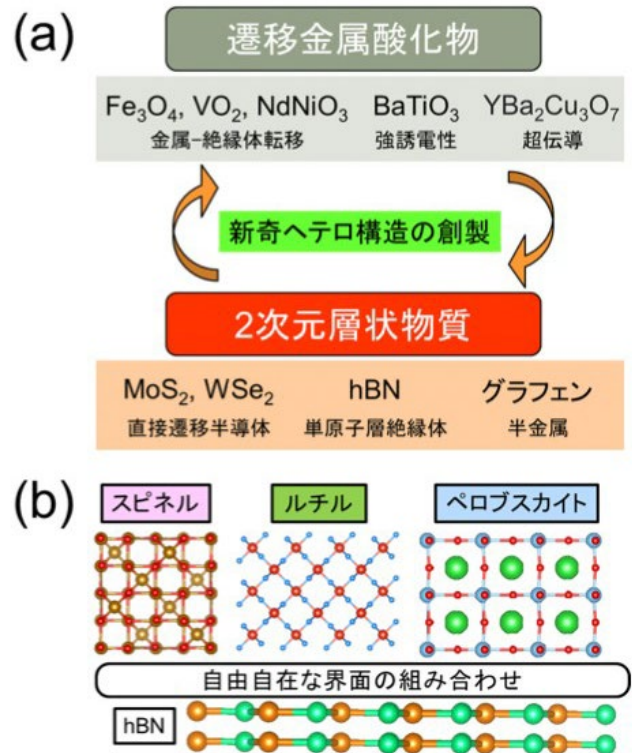 (a)
遷移金属酸化物
Fe₃O₄, VO₂, NdNiO₃ BaTiO₃ YBa₂Cu₃O₇
金属-絶縁体転移 強誘電性 超伝導
新奇ヘテロ構造の創製
2次元層状物質
MoS₂, WSe₂ hBN グラフェン
直接遷移半導体 単原子層絶縁体 半金属
(b)
スピネル ルチル ペロブスカイト
自由自在な界面の組み合わせ
hBN